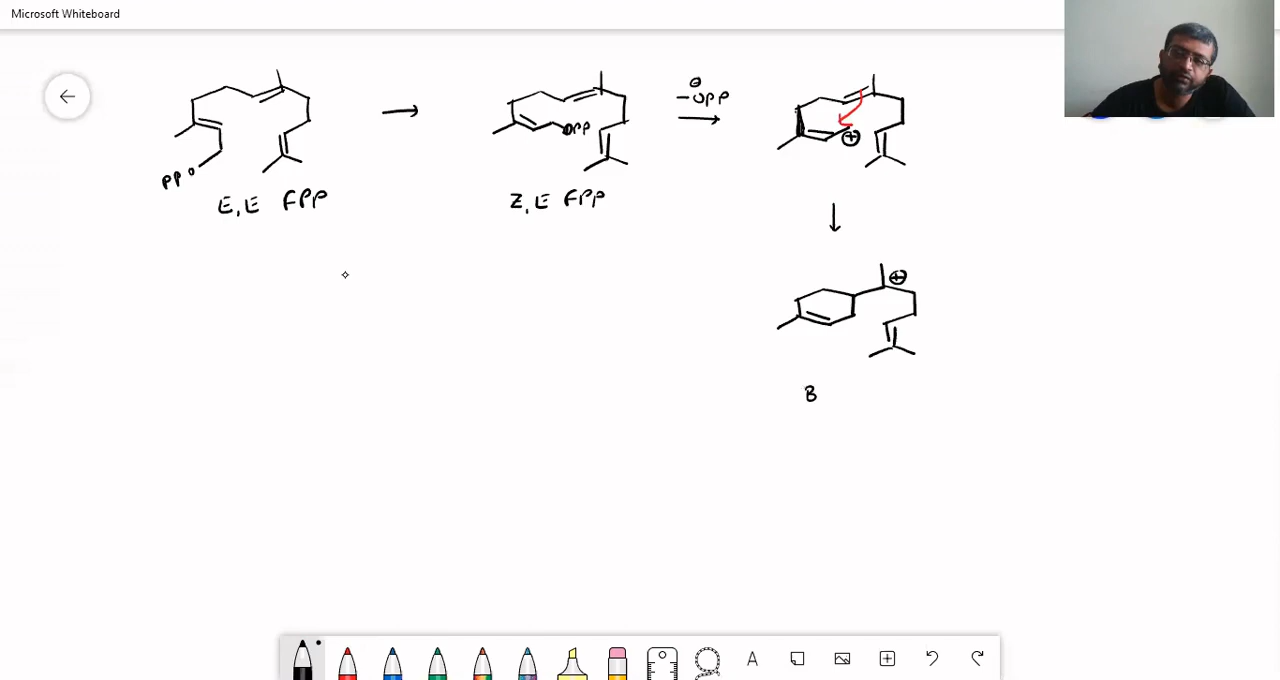 Microsoft Whiteboard
⊖
-OPP
OPP
⊕
PPO
E,E FPP
Z,E FPP
⊕
B
A